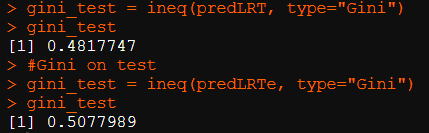 > gini_test = ineq(predLRT, type="Gini")
> gini_test
[1] 0.4817747
> #Gini on test
> gini_test = ineq(predLRTe, type="Gini")
> gini_test
[1] 0.5077989